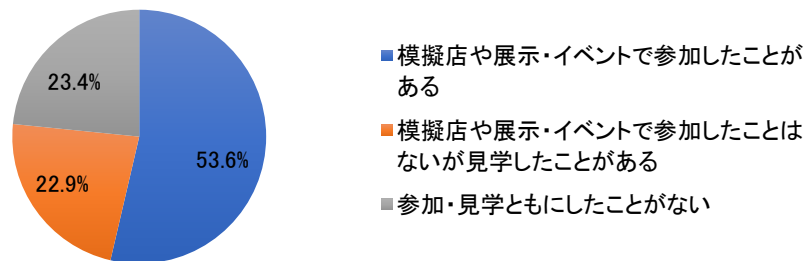 23.4%
53.6%
22.9%
模擬店や展示・イベントで参加したことが
ある
模擬店や展示・イベントで参加したことは
ないが見学したことがある
参加・見学ともにしたことがない